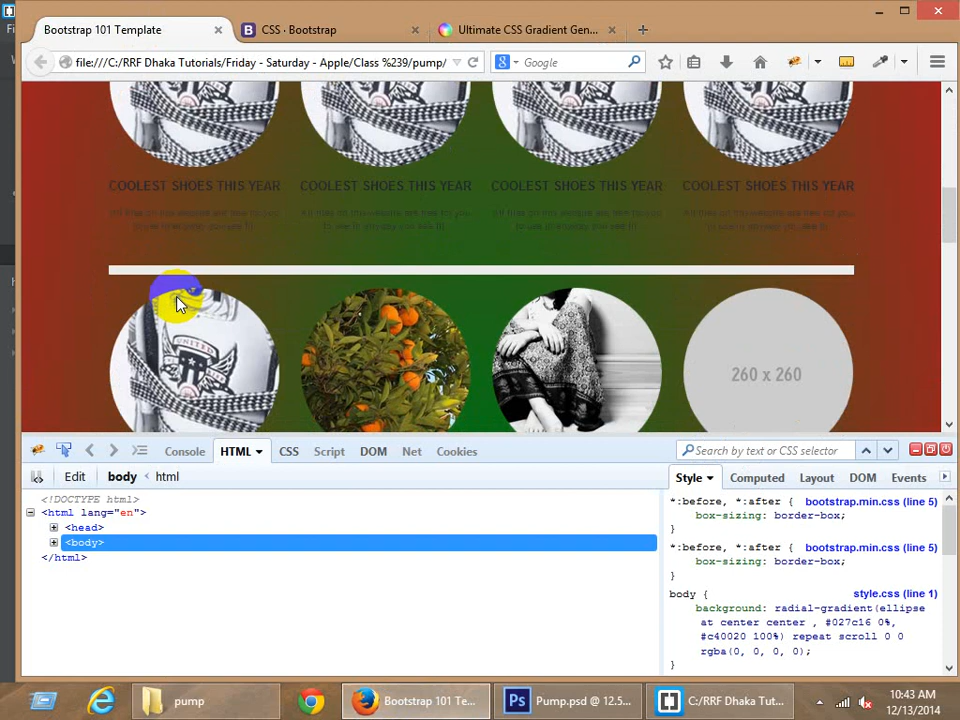 Bootstrap 101 Template
CSS · Bootstrap
Ultimate CSS Gradient Gen...
file:///C:/RRF Dhaka Tutorials/Friday - Saturday - Apple/Class %239/pump/
Google
COOLEST SHOES THIS YEAR COOLEST SHOES THIS YEAR COOLEST SHOES THIS YEAR COOLEST SHOES THIS YEAR
UNITED
260 x 260
Console HTML CSS Script DOM Net Cookies
Search by text or CSS selector
Edit body html
Style Computed Layout DOM Events
<!DOCTYPE html>
<html lang="en">
<head>
<body>
</html>
*:before, *:after { bootstrap.min.css (line 5)
box-sizing: border-box;
}
*:before, *:after { bootstrap.min.css (line 5)
box-sizing: border-box;
}
body { style.css (line 1)
background: radial-gradient(ellipse
at center center , #027c16 0%,
#c40020 100%) repeat scroll 0 0
rgba(0, 0, 0, 0);
}
pump
Bootstrap 101 Te...
Ps Pump.psd @ 12.5...
C:/RRF Dhaka Tut...
10:43 AM
12/13/2014